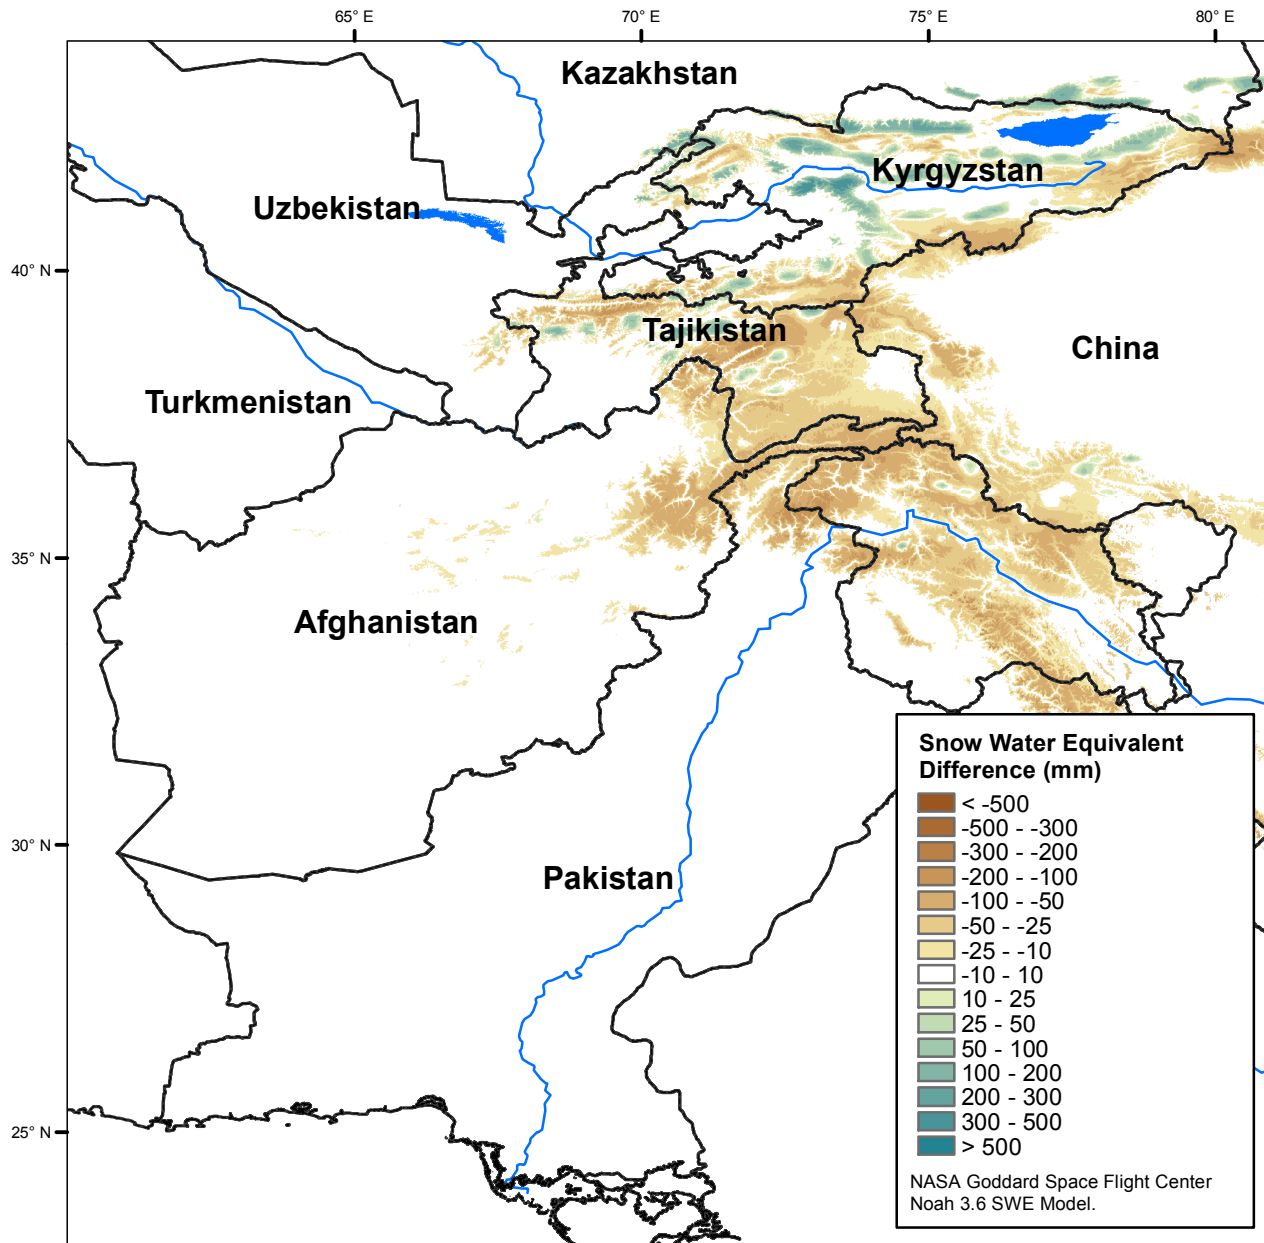 65° E
70° E
75° E
80° E
Kazakhstan
Kyrgyzstan
Uzbekistan
40° N
Tajikistan
China
Turkmenistan
35° N
Afghanistan
Snow Water Equivalent
Difference (mm)
< -500
-500 - -300
30° N
-300 - -200
-200 - -100
Pakistan
-100 - -50
-50 - -25
-25 - -10
-10 - 10
10 - 25
25 - 50
50 - 100
100 - 200
200 - 300
300 - 500
25° N
> 500
NASA Goddard Space Flight Center
Noah 3.6 SWE Model.